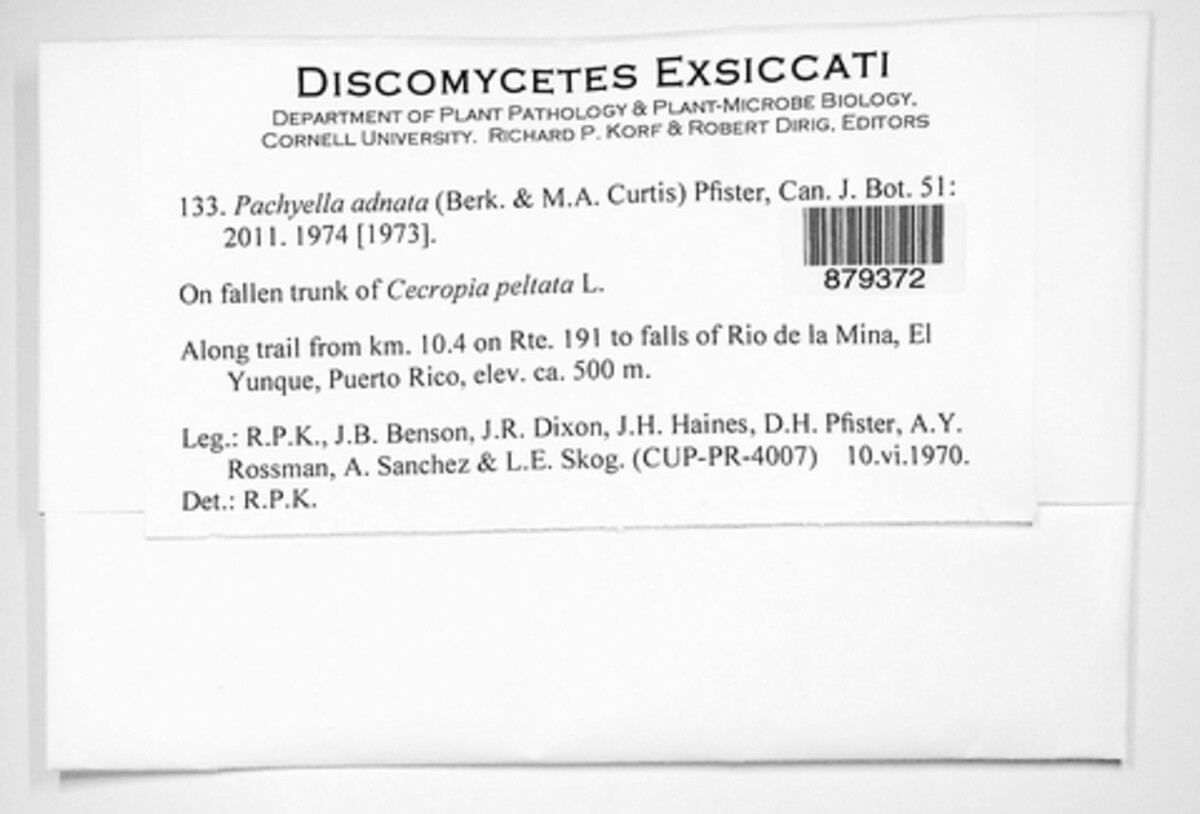 DISCOMYCETES EXSICCATI
DEPARTMENT OF PLANT PATHOLOGY & PLANT-MICROBE BIOLOGY,
CORNELL UNIVERSITY. RICHARD P. KORF & ROBERT DIRIG, EDITORS
133. Pachyella adnata (Berk. & M.A. Curtis) Pfister, Can. J. Bot. 51:
2011. 1974 [1973].
879372
On fallen trunk of Cecropia peltata L.
Along trail from km. 10.4 on Rte. 191 to falls of Rio de la Mina, El
Yunque, Puerto Rico, elev. ca. 500 m.
Leg.: R.P.K., J.B. Benson, J.R. Dixon, J.H. Haines, D.H. Pfister, A.Y.
Rossman, A. Sanchez & L.E. Skog. (CUP-PR-4007) 10.vi.1970.
Det.: R.P.K.